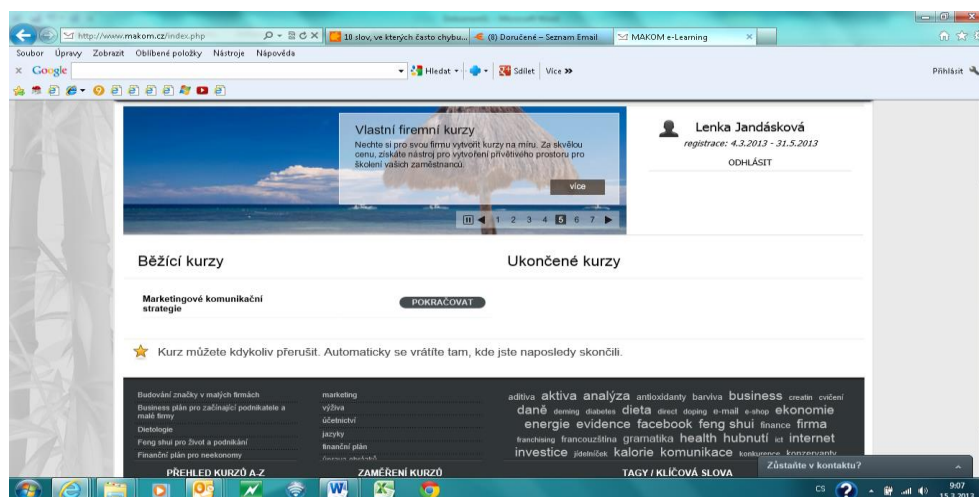 http://www.makom.cz/index.php
10 slov, ve kterých často chybu...
(8) Doručené – Seznam Email
MAKOM e-Learning
Soubor Úpravy Zobrazit Oblíbené položky Nástroje Nápověda
Google
Hledat
Sdílet
Více
Přihlásit
Vlastní firemní kurzy
Nechte si pro svou firmu vytvořit kurzy na míru. Za skvělou
cenu, získáte nástroj pro vytvoření přívětivého prostoru pro
školení vašich zaměstnanců.
více
1 2 3 4 5 6 7
Lenka Jandásková
registrace: 4.3.2013 - 31.5.2013
ODHLÁSIT
Běžící kurzy
Ukončené kurzy
Marketingové komunikační
strategie
POKRAČOVAT
Kurz můžete kdykoliv přerušit. Automaticky se vrátíte tam, kde jste naposledy skončili.
Budování značky v malých firmách
Business plán pro začínající podnikatele a
malé firmy
Dietologie
Feng shui pro život a podnikání
Finanční plán pro neekonomy
PŘEHLED KURZŮ A-Z
marketing
výživa
účetnictví
jazyky
finanční plán
ZAMĚŘENÍ KURZŮ
aditiva aktiva analýza antioxidanty barviva business creatin cvičení
daně deming diabetes dieta direct doping e-mail e-shop ekonomie
energie evidence facebook feng shui finance firma
franchising francouzština gramatika health hubnutí ict internet
investice jídelníček kalorie komunikace konkurence konzervanty
TAGY / KLÍČOVÁ SLOVA
Zůstaňte v kontaktu?
CS
9:07